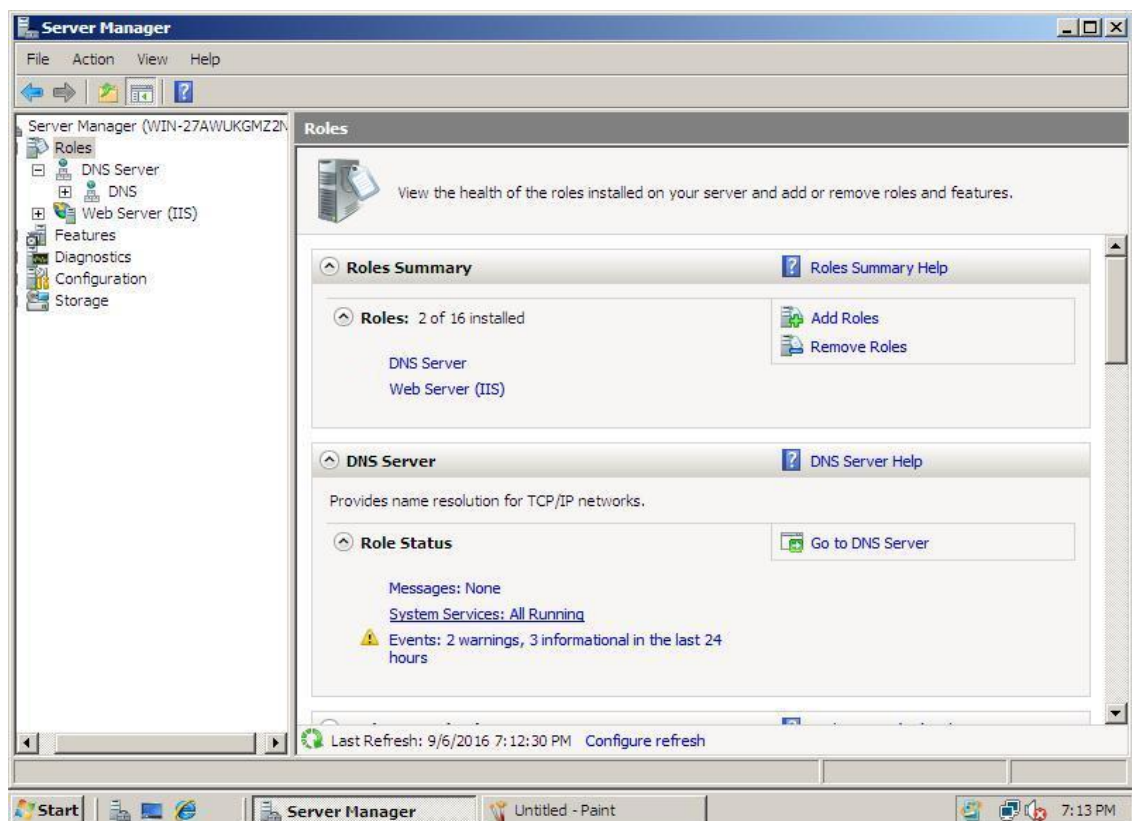 Server Manager
File Action View Help
Server Manager (WIN-27AWUKGMZ2N
Roles
DNS Server
DNS
Web Server (IIS)
Features
Diagnostics
Configuration
Storage
Roles
View the health of the roles installed on your server and add or remove roles and features.
Roles Summary
Roles Summary Help
Roles: 2 of 16 installed
Add Roles
Remove Roles
DNS Server
Web Server (IIS)
DNS Server
DNS Server Help
Provides name resolution for TCP/IP networks.
Role Status
Go to DNS Server
Messages: None
System Services: All Running
Events: 2 warnings, 3 informational in the last 24
hours
Last Refresh: 9/6/2016 7:12:30 PM Configure refresh
Start
Server Manager
Untitled - Paint
7:13 PM